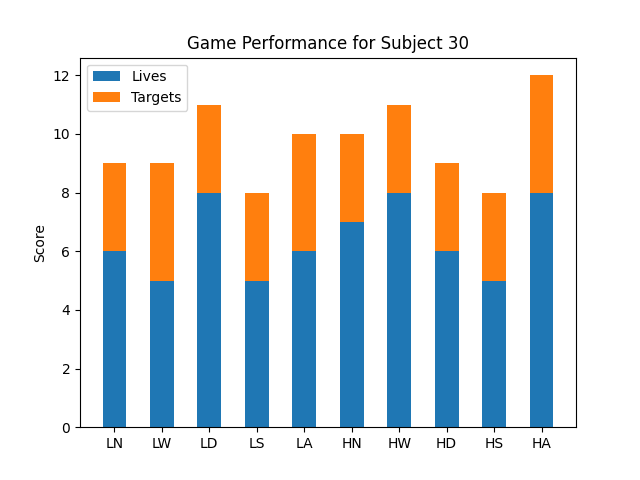 Game Performance for Subject 30
Lives
Targets
12
10
8
6
4
2
0
Score
LN LW LD LS LA HN HW HD HS HA